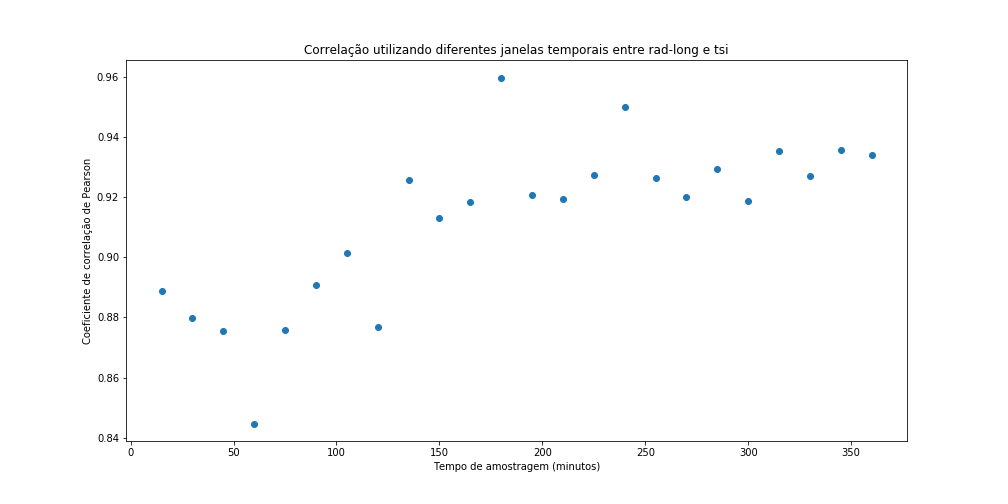 Correlação utilizando diferentes janelas temporais entre rad-long e tsi
0.96
0.94
0.92
0.90
0.88
0.86
0.84
Coeficiente de correlação de Pearson
0 50 100 150 200 250 300 350
Tempo de amostragem (minutos)